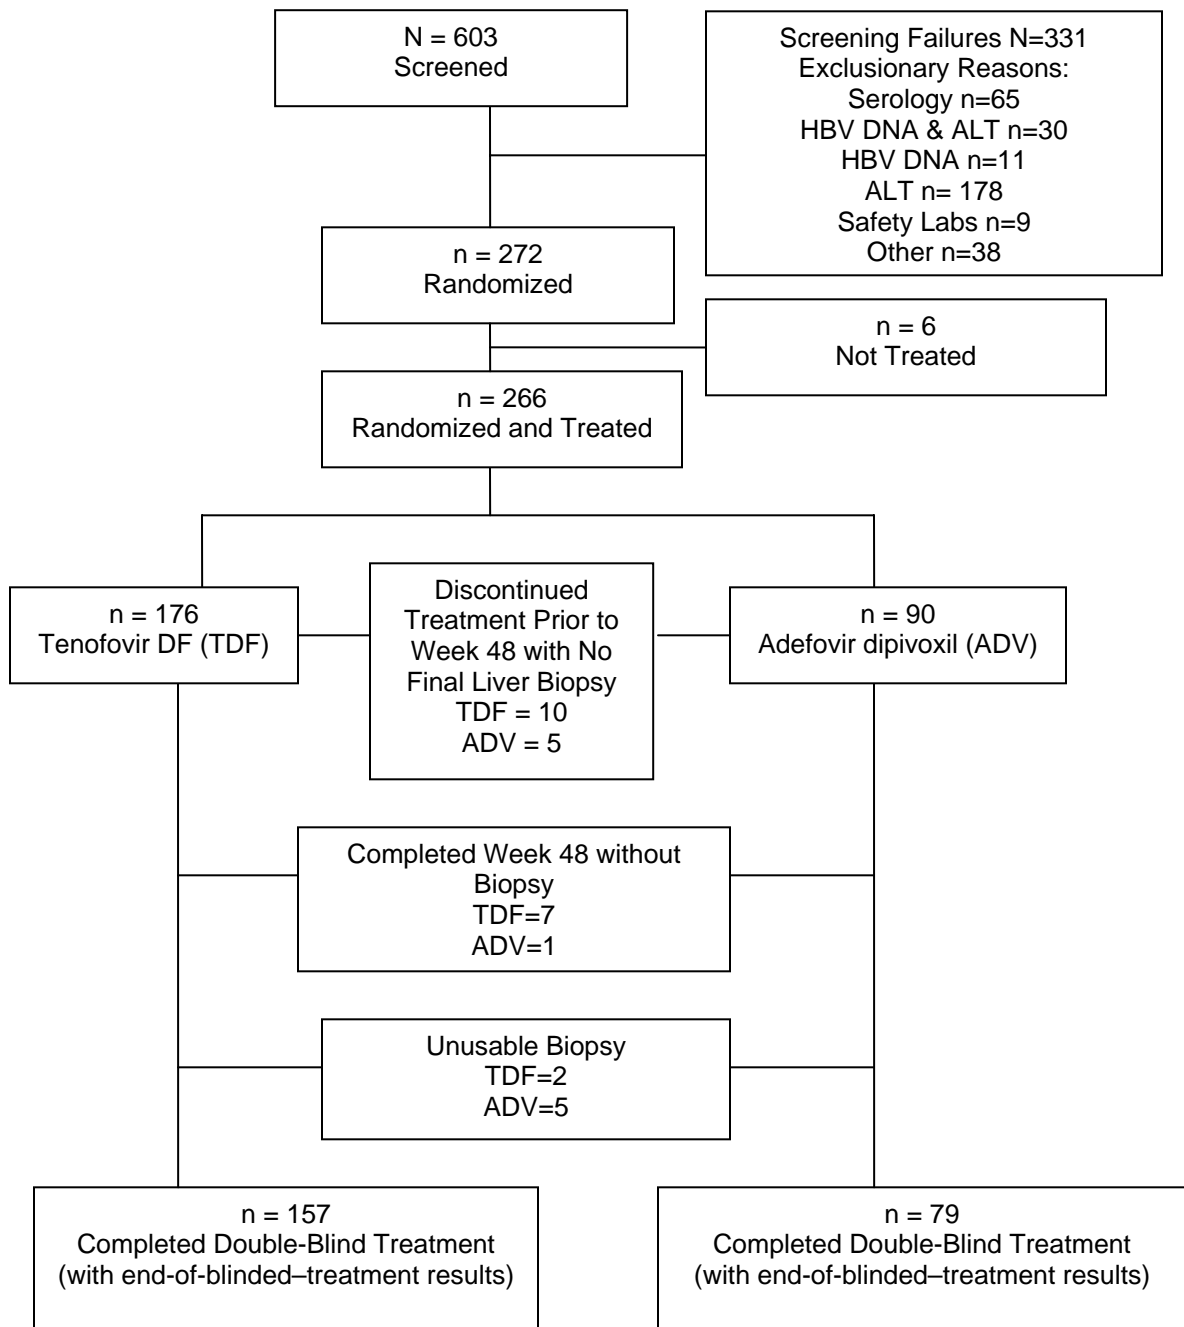 N = 603
Screened
Screening Failures N=331
Exclusionary Reasons:
Serology n=65
HBV DNA & ALT n=30
HBV DNA n=11
ALT n= 178
Safety Labs n=9
Other n=38
n = 272
Randomized
n = 6
Not Treated
n = 266
Randomized and Treated
n = 176
Tenofovir DF (TDF)
Discontinued
Treatment Prior to
Week 48 with No
Final Liver Biopsy
TDF = 10
ADV = 5
n = 90
Adefovir dipivoxil (ADV)
Completed Week 48 without
Biopsy
TDF=7
ADV=1
Unusable Biopsy
TDF=2
ADV=5
n = 157
Completed Double-Blind Treatment
(with end-of-blinded–treatment results)
n = 79
Completed Double-Blind Treatment
(with end-of-blinded–treatment results)